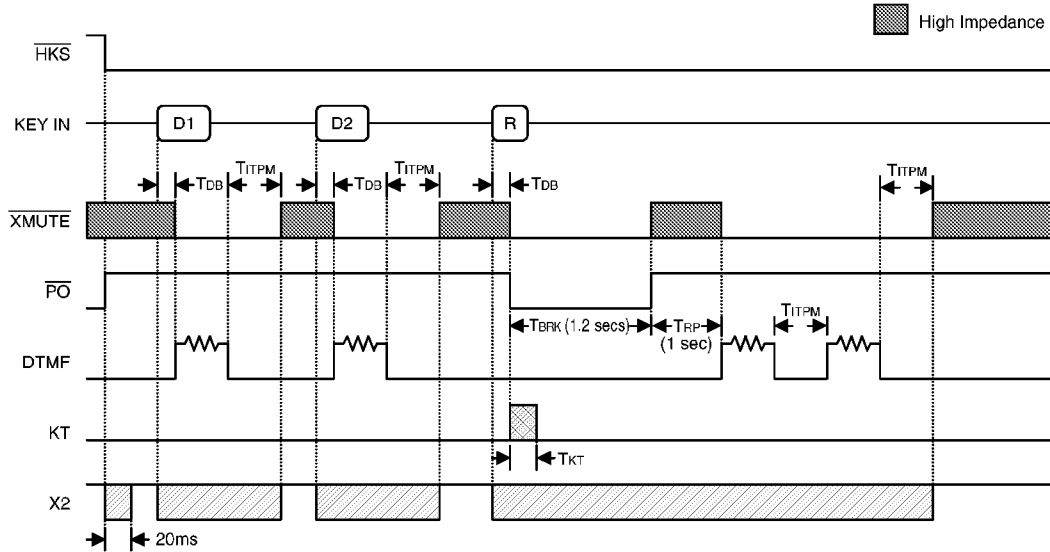 High Impedance
HKS
KEY IN
D1
D2
R
TDB
TITPM
TDB
TITPM
TDB
TITPM
XMUTE
PO
TBRK (1.2 secs)
TRP
(1 sec)
TITPM
DTMF
KT
TKT
X2
20ms